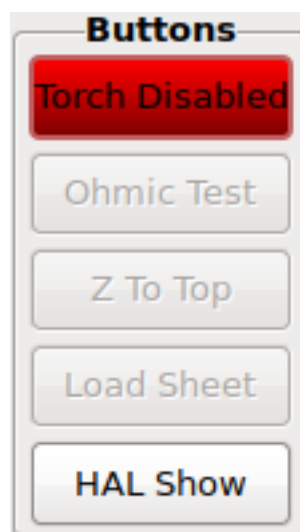 Buttons
Torch Disabled
Ohmic Test
Z To Top
Load Sheet
HAL Show